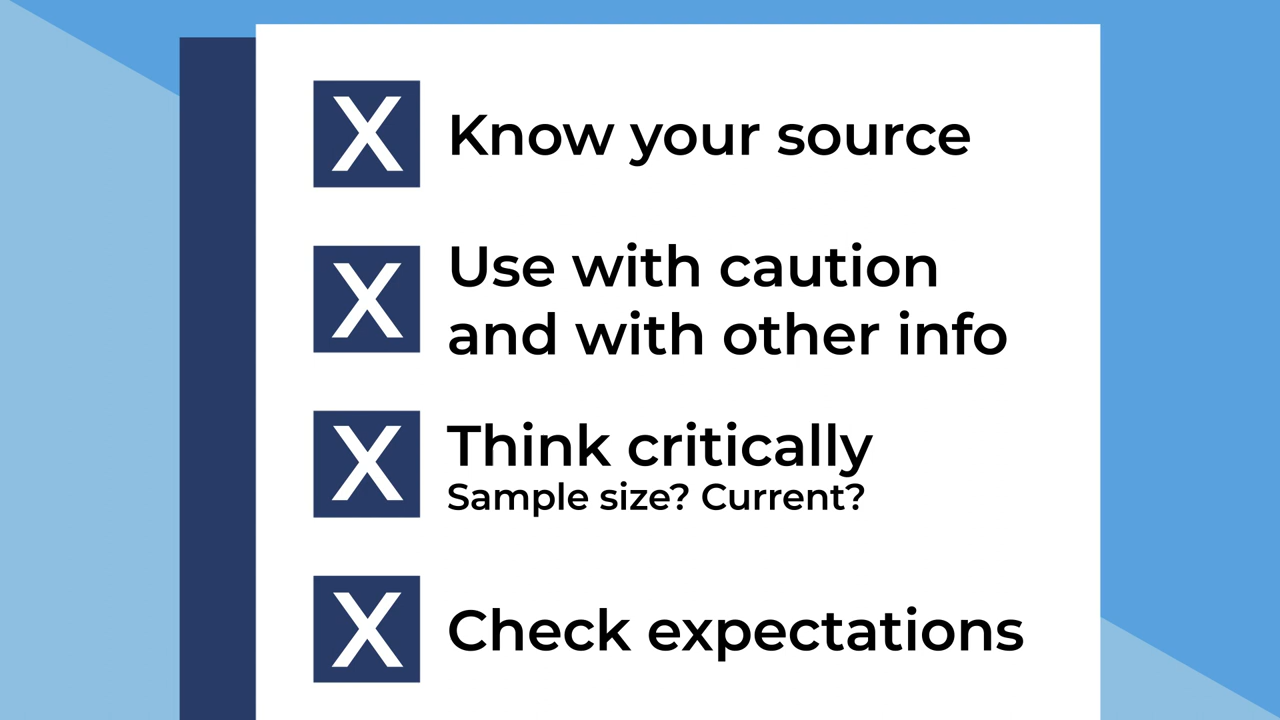 X Know your source
X Use with caution
and with other info
X Think critically
Sample size? Current?
X Check expectations